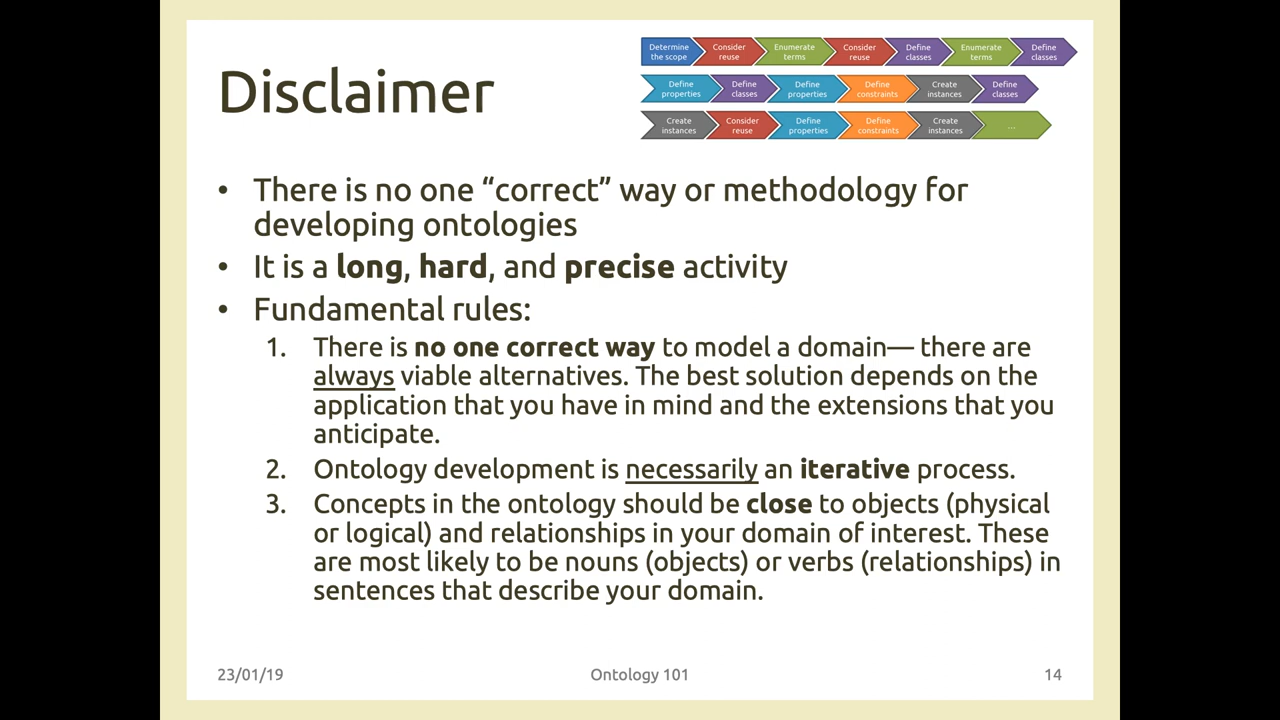 Disclaimer
Determine the scope
Consider reuse
Enumerate terms
Consider reuse
Define classes
Enumerate terms
Define classes
Define properties
Define classes
Define properties
Define constraints
Create instances
Define classes
Create instances
Consider reuse
Define properties
Define constraints
Create instances
....
• There is no one “correct” way or methodology for
developing ontologies
• It is a long, hard, and precise activity
• Fundamental rules:
1. There is no one correct way to model a domain— there are
always viable alternatives. The best solution depends on the
application that you have in mind and the extensions that you
anticipate.
2. Ontology development is necessarily an iterative process.
3. Concepts in the ontology should be close to objects (physical
or logical) and relationships in your domain of interest. These
are most likely to be nouns (objects) or verbs (relationships) in
sentences that describe your domain.
23/01/19
Ontology 101
14